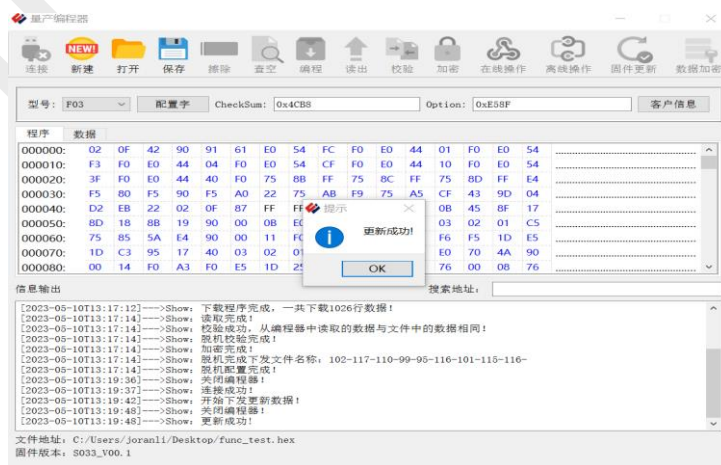 量产编程器
连接 NEW! 新建 打开 保存 擦除 查空 编程 读出 校验 加密 在线操作 离线操作 固件更新 数据加密
型号: F03 配置字 CheckSum: 0x4CB8 Option: 0xE58F 客户信息
程序 数据
000000: 02 0F 42 90 91 61 E0 54 FC F0 E0 44 01 F0 E0 54
000010: F3 F0 E0 44 04 F0 E0 54 CF F0 E0 44 10 F0 E0 54
000020: 3F F0 E0 44 40 F0 75 8B FF 75 8C FF 75 8D FF E4
000030: F5 80 F5 90 F5 A0 22 75 AB F9 75 A5 CF 43 9D 04
000040: D2 EB 22 02 0F 87 FF FF 0B 45 8F 17
000050: 8D 18 8B 19 90 00 0B 03 02 01 C5
000060: 75 85 5A E4 90 00 11 F6 F5 1D E5
000070: 1D C3 95 17 40 03 02 E0 70 4A 90
000080: 00 14 F0 A3 F0 E5 1D 76 00 08 76
提示
更新成功!
OK
信息输出 搜索地址:
[2023-05-10T13:17:12]--->Show: 下载程序完成，一共下载1026行数据!
[2023-05-10T13:17:14]--->Show: 读取完成!
[2023-05-10T13:17:14]--->Show: 校验成功，从编程器中读取的数据与文件中的数据相同!
[2023-05-10T13:17:14]--->Show: 脱机校验完成!
[2023-05-10T13:17:14]--->Show: 加密完成!
[2023-05-10T13:17:14]--->Show: 脱机完成下发文件名称: 102-117-110-99-95-116-101-115-116-
[2023-05-10T13:17:14]--->Show: 脱机配置完成!
[2023-05-10T13:19:36]--->Show: 关闭编程器!
[2023-05-10T13:19:37]--->Show: 连接成功!
[2023-05-10T13:19:42]--->Show: 开始下发更新数据!
[2023-05-10T13:19:48]--->Show: 关闭编程器!
[2023-05-10T13:19:48]--->Show: 更新成功!
文件地址: C:/Users/joranli/Desktop/func_test.hex
固件版本: S033_V00.1